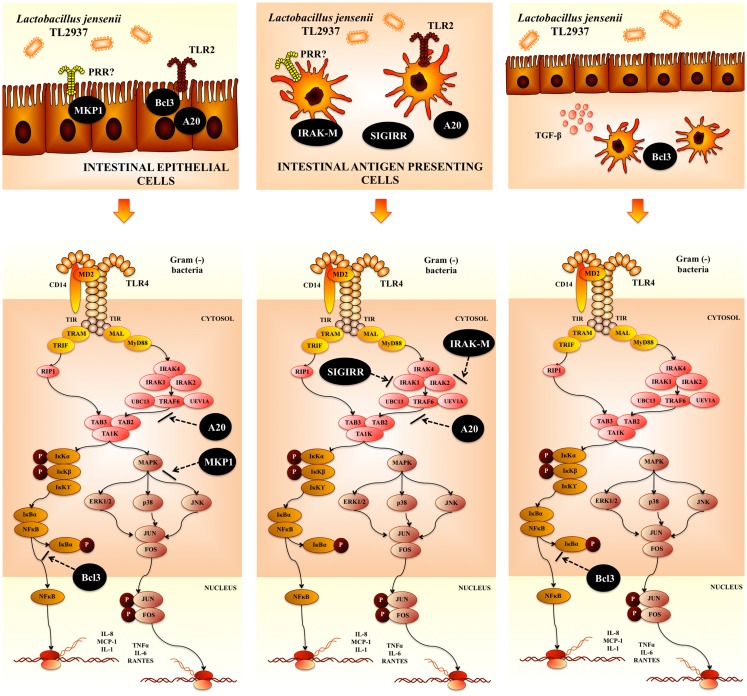 Lactobacillus jensenii
TL2937
TLR2
PRR?
MKP1
Bcl3
A20
INTESTINAL EPITHELIAL
CELLS
Lactobacillus jensenii
TL2937
TLR2
PRR?
IRAK-M
SIGIRR
A20
INTESTINAL ANTIGEN PRESENTING
CELLS
Lactobacillus jensenii
TL2937
TGF-β
Bcl3
Gram (-)
bacteria
MD2
CD14
TLR4
TIR
TIR
CYTOSOL
TRAM
MAL
TRIF
MyD88
RIP1
IRAK4
IRAK1
IRAK2
UBC13
TRAF6
UEV1A
TAB3
TAB2
TA1K
A20
MKP1
P
IκKα
P
IκKβ
IκKϒ
MAPK
ERK1/2
p38
JNK
IκBα
NFκB
IκBα
P
JUN
FOS
Bcl3
NUCLEUS
NFκB
P
JUN
P
FOS
IL-8
MCP-1
IL-1
TNFα
IL-6
RANTES
Gram (-)
bacteria
MD2
CD14
TLR4
TIR
TIR
CYTOSOL
TRAM
MAL
TRIF
MyD88
IRAK-M
SIGIRR
RIP1
IRAK4
IRAK1
IRAK2
UBC13
TRAF6
UEV1A
TAB3
TAB2
TA1K
A20
P
IκKα
P
IκKβ
IκKϒ
MAPK
ERK1/2
p38
JNK
IκBα
NFκB
IκBα
P
JUN
FOS
NUCLEUS
NFκB
P
JUN
P
FOS
IL-8
MCP-1
IL-1
TNFα
IL-6
RANTES
Gram (-)
bacteria
MD2
CD14
TLR4
TIR
TIR
CYTOSOL
TRAM
MAL
TRIF
MyD88
RIP1
IRAK4
IRAK1
IRAK2
UBC13
TRAF6
UEV1A
TAB3
TAB2
TA1K
P
IκKα
P
IκKβ
IκKϒ
MAPK
ERK1/2
p38
JNK
IκBα
NFκB
IκBα
P
JUN
FOS
Bcl3
NUCLEUS
NFκB
P
JUN
P
FOS
IL-8
MCP-1
IL-1
TNFα
IL-6
RANTES